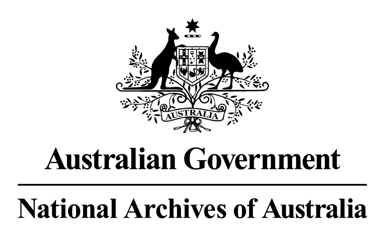 AUSTRALIA
Australian Government
National Archives of Australia